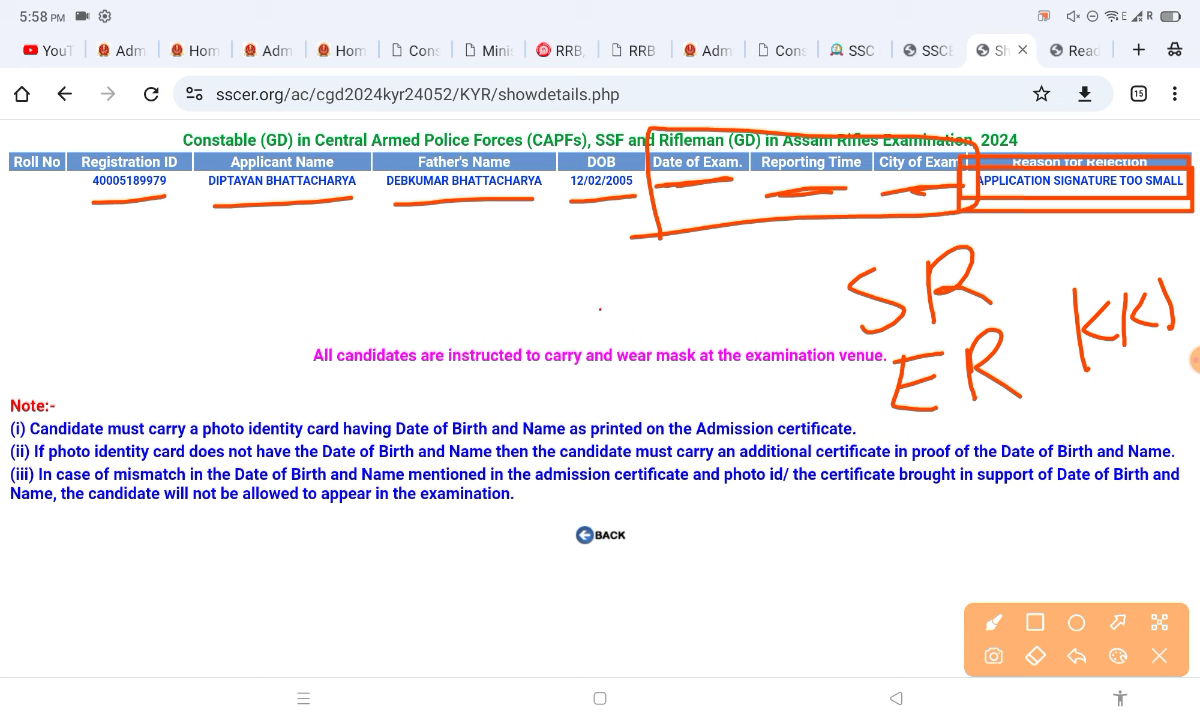 5:58 PM
E R
YouT Adm Hom Adm Hom Cons Minis RRB, RRB Adm Cons SSC SSCE Sh Read
sscer.org/ac/cgd2024kyr24052/KYR/showdetails.php 15
Constable (GD) in Central Armed Police Forces (CAPFs), SSF and Rifleman (GD) in Assam Rifles Examination, 2024
Roll No Registration ID Applicant Name Father's Name DOB Date of Exam. Reporting Time City of Exam Reason for Rejection
40005189979 DIPTAYAN BHATTACHARYA DEBKUMAR BHATTACHARYA 12/02/2005 APPLICATION SIGNATURE TOO SMALL
SR
KK)
ER
All candidates are instructed to carry and wear mask at the examination venue.
Note:-
(i) Candidate must carry a photo identity card having Date of Birth and Name as printed on the Admission certificate.
(ii) If photo identity card does not have the Date of Birth and Name then the candidate must carry an additional certificate in proof of the Date of Birth and Name.
(iii) In case of mismatch in the Date of Birth and Name mentioned in the admission certificate and photo id/ the certificate brought in support of Date of Birth and
Name, the candidate will not be allowed to appear in the examination.
BACK